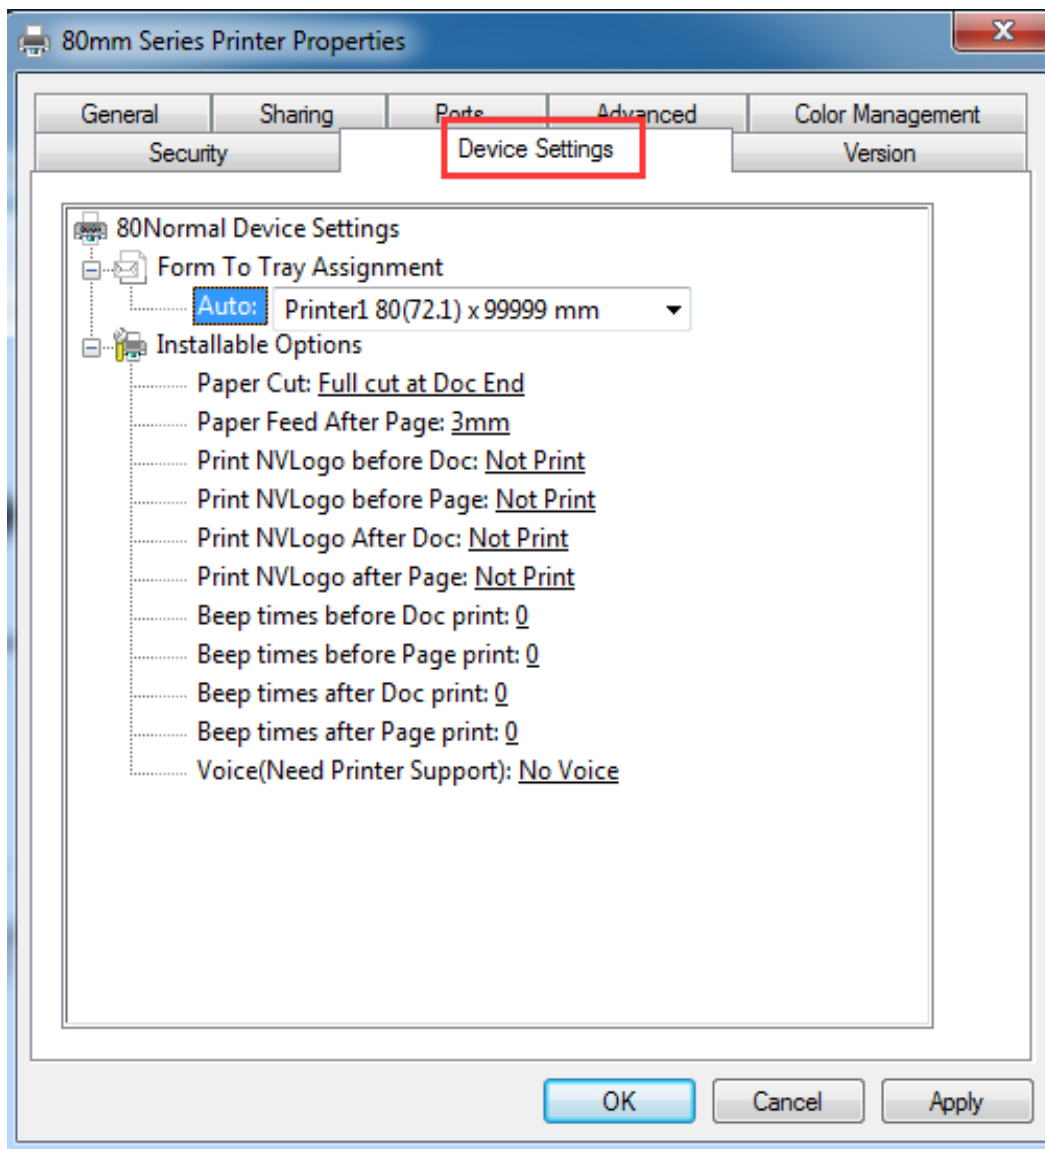 80mm Series Printer Properties
X
General Sharing Ports Advanced Color Management
Security Device Settings Version
80Normal Device Settings
Form To Tray Assignment
Auto: Printer1 80(72.1) x 99999 mm
Installable Options
Paper Cut: Full cut at Doc End
Paper Feed After Page: 3mm
Print NVLogo before Doc: Not Print
Print NVLogo before Page: Not Print
Print NVLogo After Doc: Not Print
Print NVLogo after Page: Not Print
Beep times before Doc print: 0
Beep times before Page print: 0
Beep times after Doc print: 0
Beep times after Page print: 0
Voice(Need Printer Support): No Voice
OK Cancel Apply